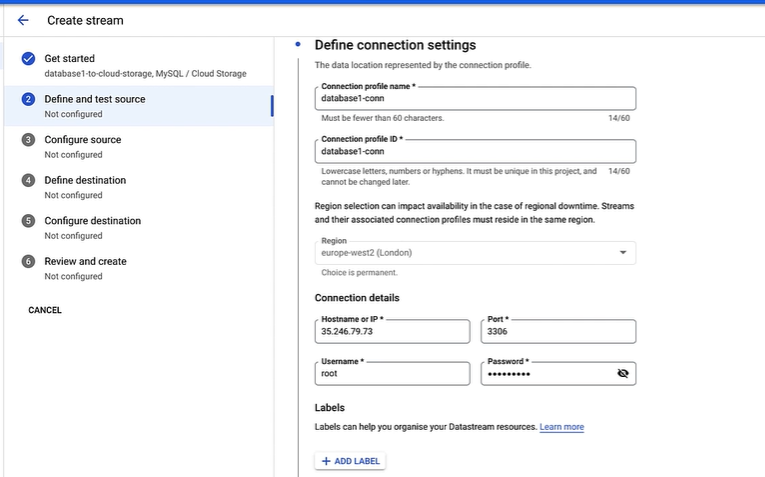 Create stream
Get started
database1-to-cloud-storage, MySQL / Cloud Storage
2
Define and test source
Not configured
3
Configure source
Not configured
4
Define destination
Not configured
5
Configure destination
Not configured
6
Review and create
Not configured
CANCEL
Define connection settings
The data location represented by the connection profile.
Connection profile name *
database1-conn
Must be fewer than 60 characters. 14/60
Connection profile ID *
database1-conn
Lowercase letters, numbers or hyphens. It must be unique in this project, and 14/60
cannot be changed later.
Region selection can impact availability in the case of regional downtime. Streams
and their associated connection profiles must reside in the same region.
Region
europe-west2 (London)
Choice is permanent.
Connection details
Hostname or IP * Port *
35.246.79.73 3306
Username * Password *
root •••••••••
Labels
Labels can help you organise your Datastream resources. Learn more
+ ADD LABEL